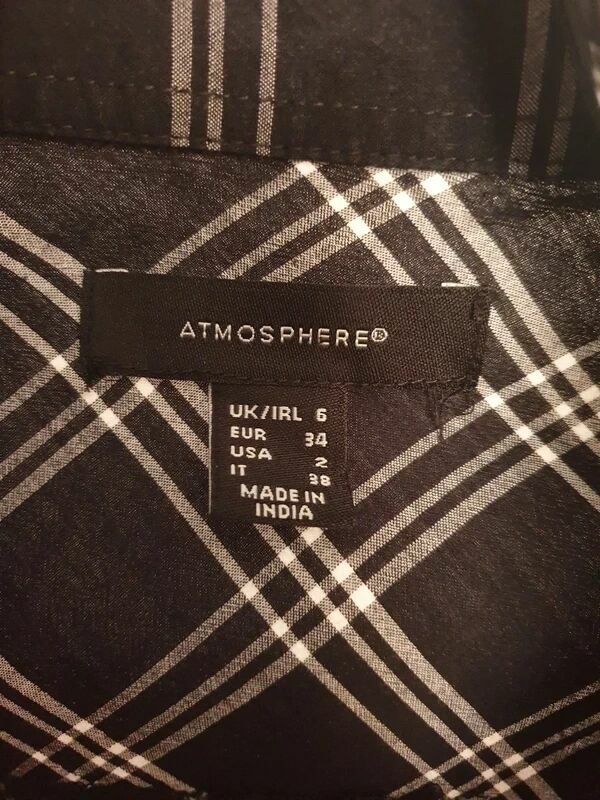 ATMOSPHERE®
UK/IRL 6
EUR 34
USA 2
IT 38
MADE IN
INDIA